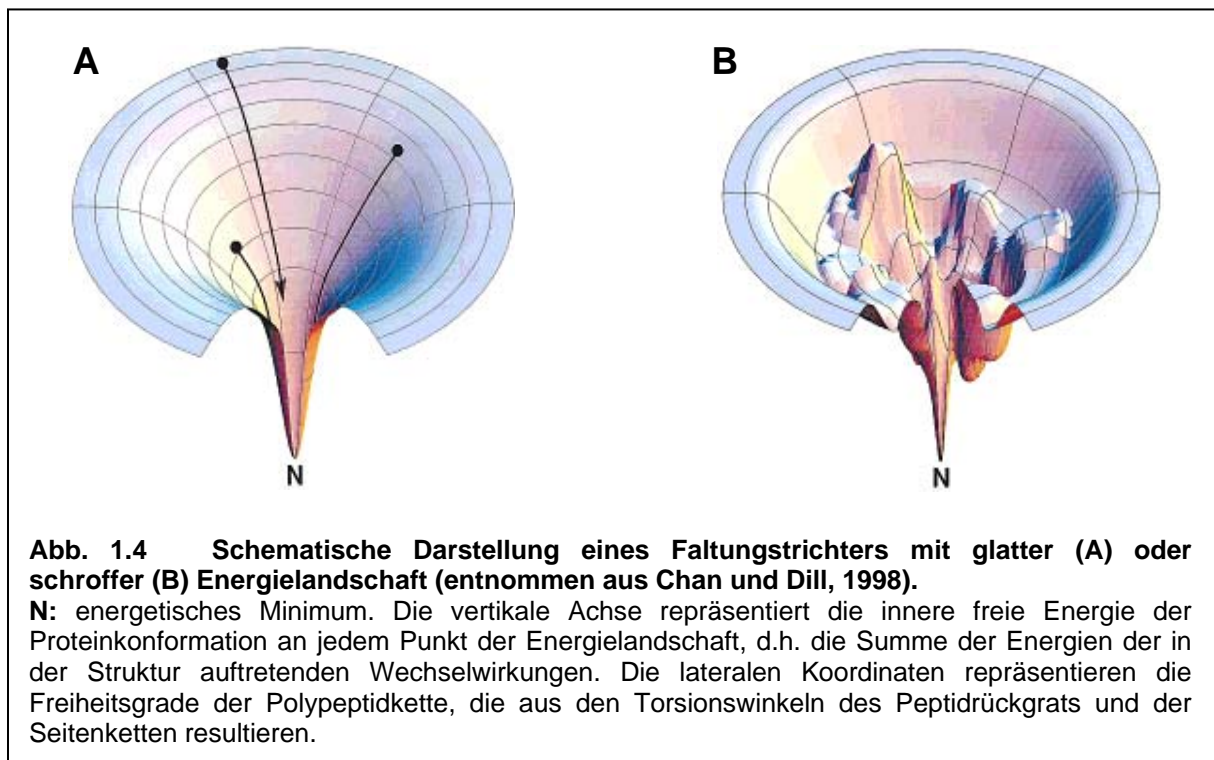 A
B
N
N
Abb. 1.4 Schematische Darstellung eines Faltungstrichters mit glatter (A) oder
schroffer (B) Energielandschaft (entnommen aus Chan und Dill, 1998).
N: energetisches Minimum. Die vertikale Achse repräsentiert die innere freie Energie der
Proteinkonformation an jedem Punkt der Energielandschaft, d.h. die Summe der Energien der in
der Struktur auftretenden Wechselwirkungen. Die lateralen Koordinaten repräsentieren die
Freiheitsgrade der Polypeptidkette, die aus den Torsionswinkeln des Peptidrückgrats und der
Seitenketten resultieren.